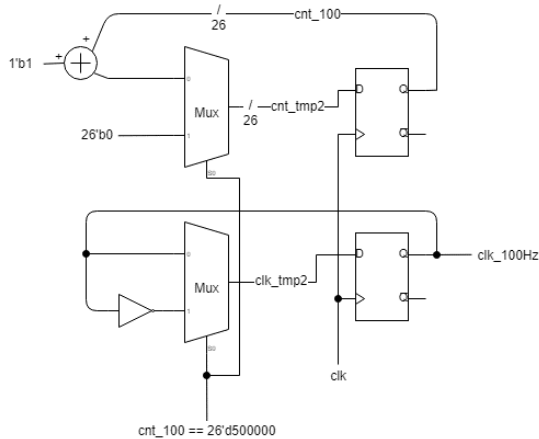 /
26
cnt_100
+
1'b1
+
0
D
Q
Mux
/
26
cnt_tmp2
26'b0
1
Q
S0
0
D
Q
clk_100Hz
Mux
clk_tmp2
1
Q
S0
clk
cnt_100 == 26'd500000